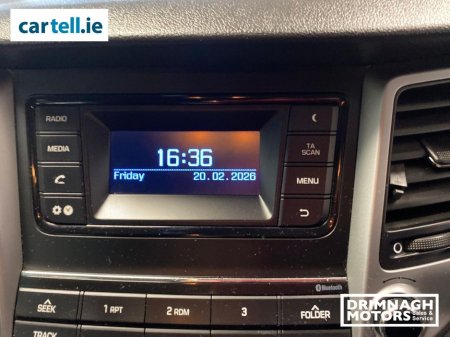 cartell.ie
RADIO
MEDIA
TA
SCAN
MENU
16:36
Friday 20.02.2026
Bluetooth
SEEK
1 RPT
2 RDM
3
FOLDER
TRACK
DRIMNAGH
MOTORS Sales &
Service